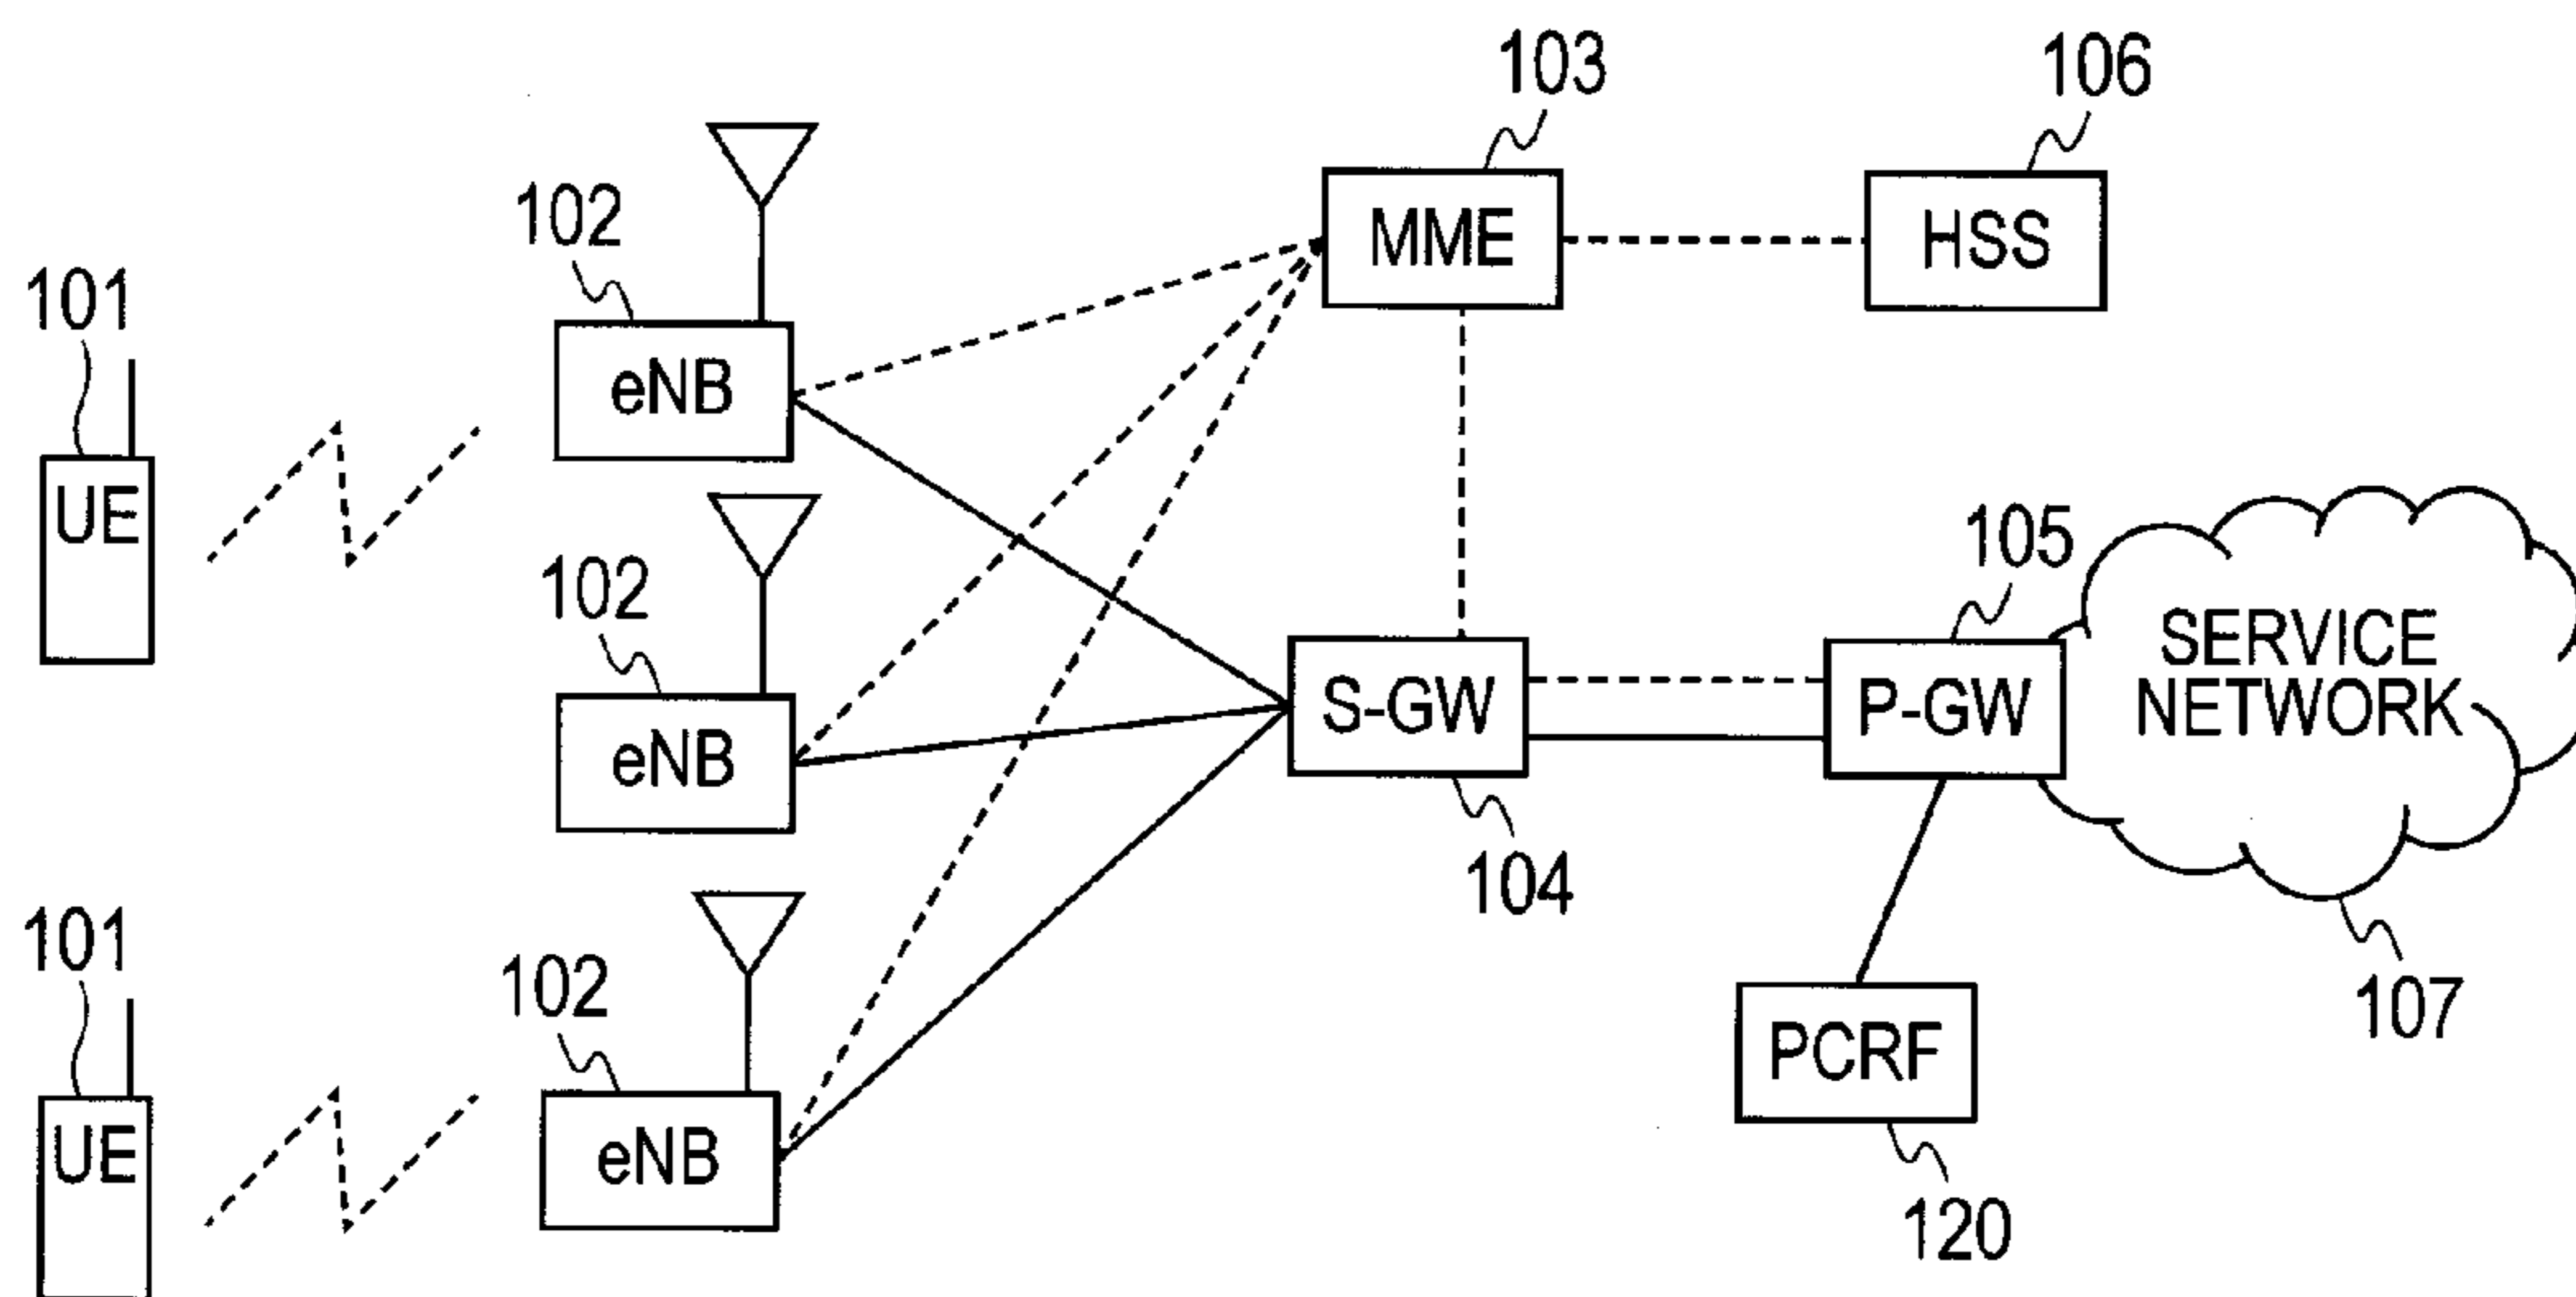 103
106
102
MME
HSS
101
eNB
UE
102
105
SERVICE
NETWORK
eNB
S-GW
P-GW
104
101
102
107
PCRF
UE
eNB
120